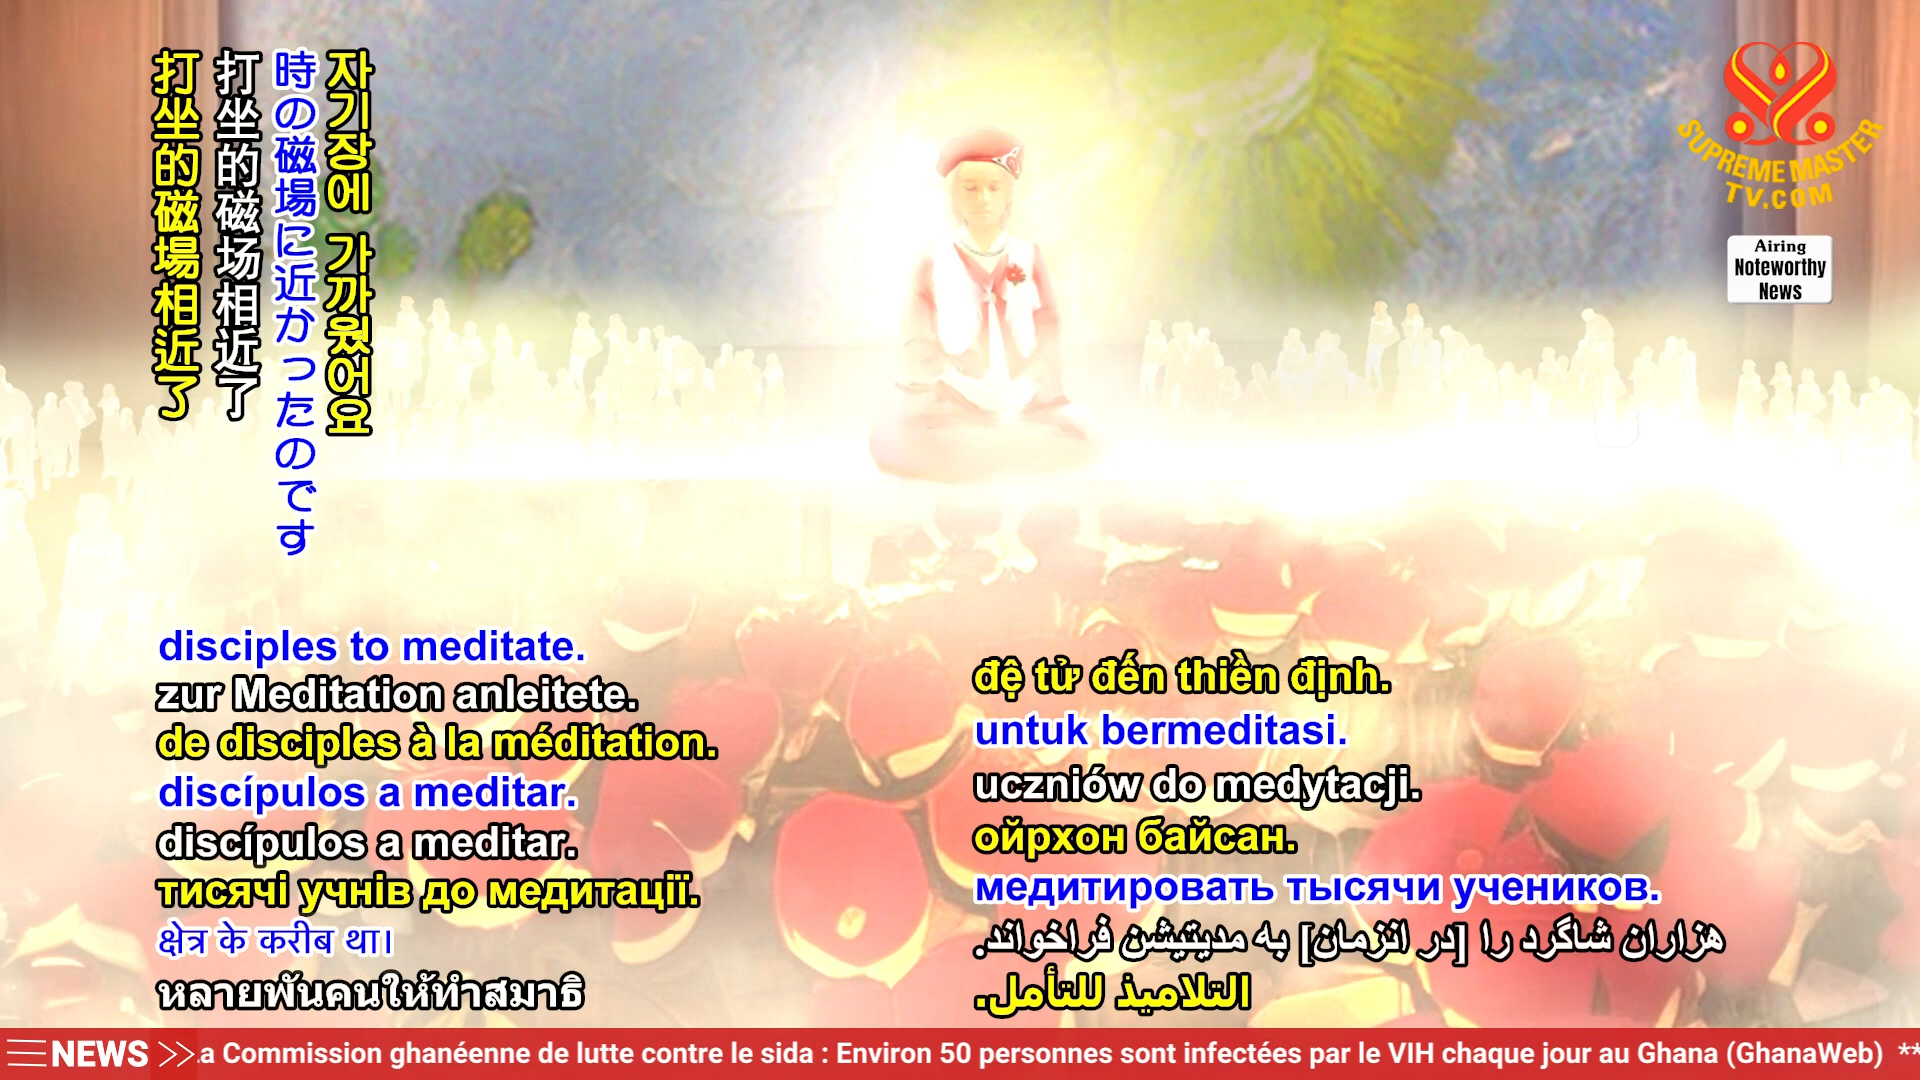 打坐的磁場相近了
打坐的磁场相近了
時の磁場に近かったのです
자기장에 가까웠어요
SUPREME MASTER
TV.COM
Airing
Noteworthy
News
disciples to meditate.
zur Meditation anleitete.
de disciples à la méditation.
discípulos a meditar.
discípulos a meditar.
тисячі учнів до медитації.
क्षेत्र के करीब था।
หลายพันคนให้ทำสมาธิ
đệ tử đến thiền định.
untuk bermeditasi.
uczniów do medytacji.
ойрхон байсан.
медитировать тысячи учеников.
هزاران شاگرد را [در آنزمان] به مدیتیشن فراخواند.
التلاميذ للتأمل.
NEWS
La Commission ghanéenne de lutte contre le sida : Environ 50 personnes sont infectées par le VIH chaque jour au Ghana (GhanaWeb) **